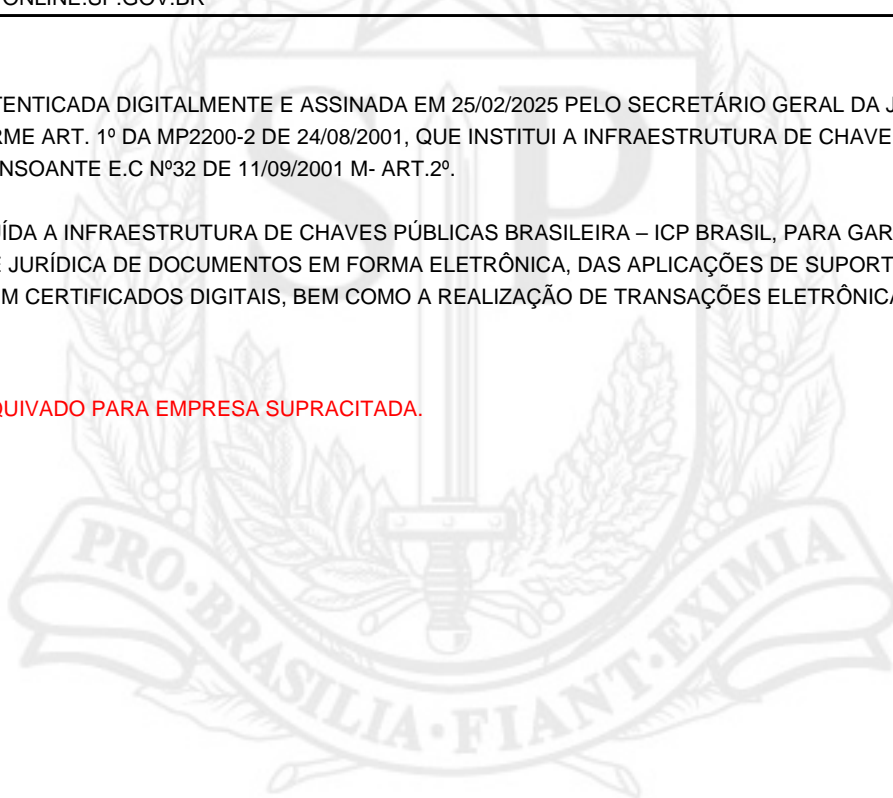 ONLINE.SP.GOV.BR
TENTICADA DIGITALMENTE E ASSINADA EM 25/02/2025 PELO SECRETÁRIO GERAL DA J
RME ART. 1º DA MP2200-2 DE 24/08/2001, QUE INSTITUI A INFRAESTRUTURA DE CHAVE
NSOANTE E.C Nº32 DE 11/09/2001 M- ART.2º.
UÍDA A INFRAESTRUTURA DE CHAVES PÚBLICAS BRASILEIRA – ICP BRASIL, PARA GAR
E JURÍDICA DE DOCUMENTOS EM FORMA ELETRÔNICA, DAS APLICAÇÕES DE SUPORT
M CERTIFICADOS DIGITAIS, BEM COMO A REALIZAÇÃO DE TRANSAÇÕES ELETRÔNICA
QUIVADO PARA EMPRESA SUPRACITADA.
SP
PRO•BRASILIA•FIANT•EXIMIA